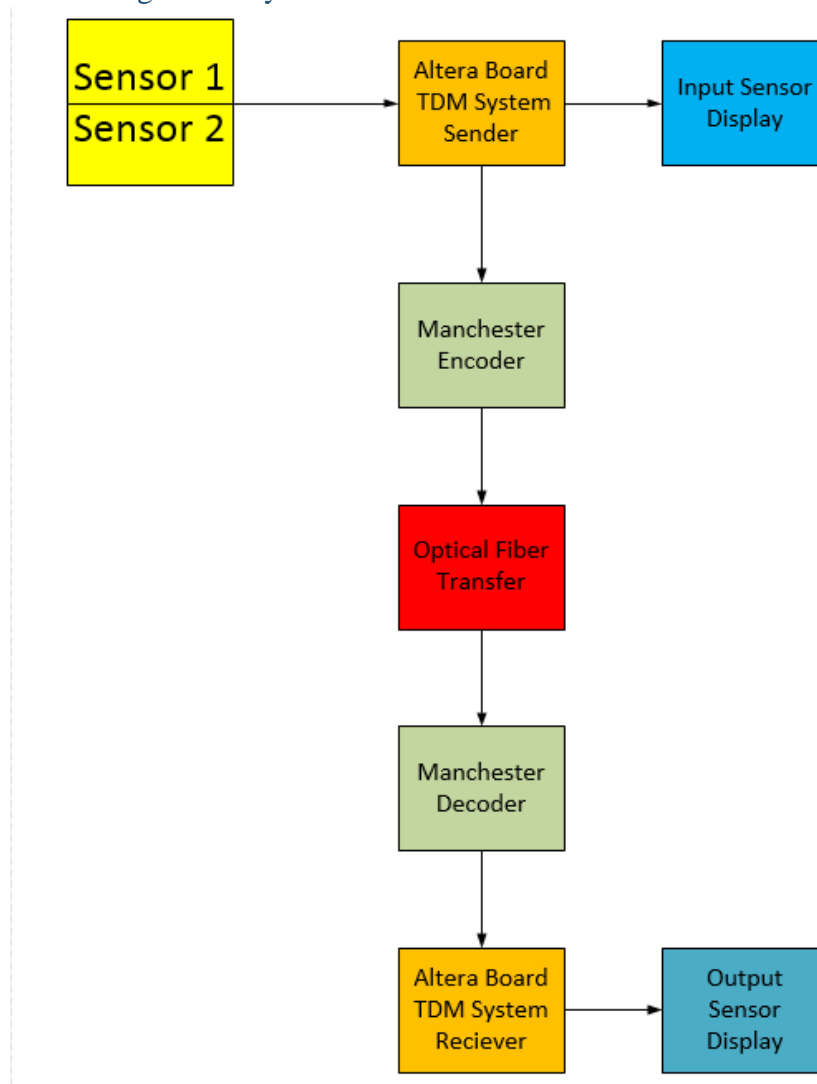 Sensor 1
Sensor 2
Altera Board
TDM System
Sender
Input Sensor
Display
Manchester
Encoder
Optical Fiber
Transfer
Manchester
Decoder
Altera Board
TDM System
Reciever
Output
Sensor
Display